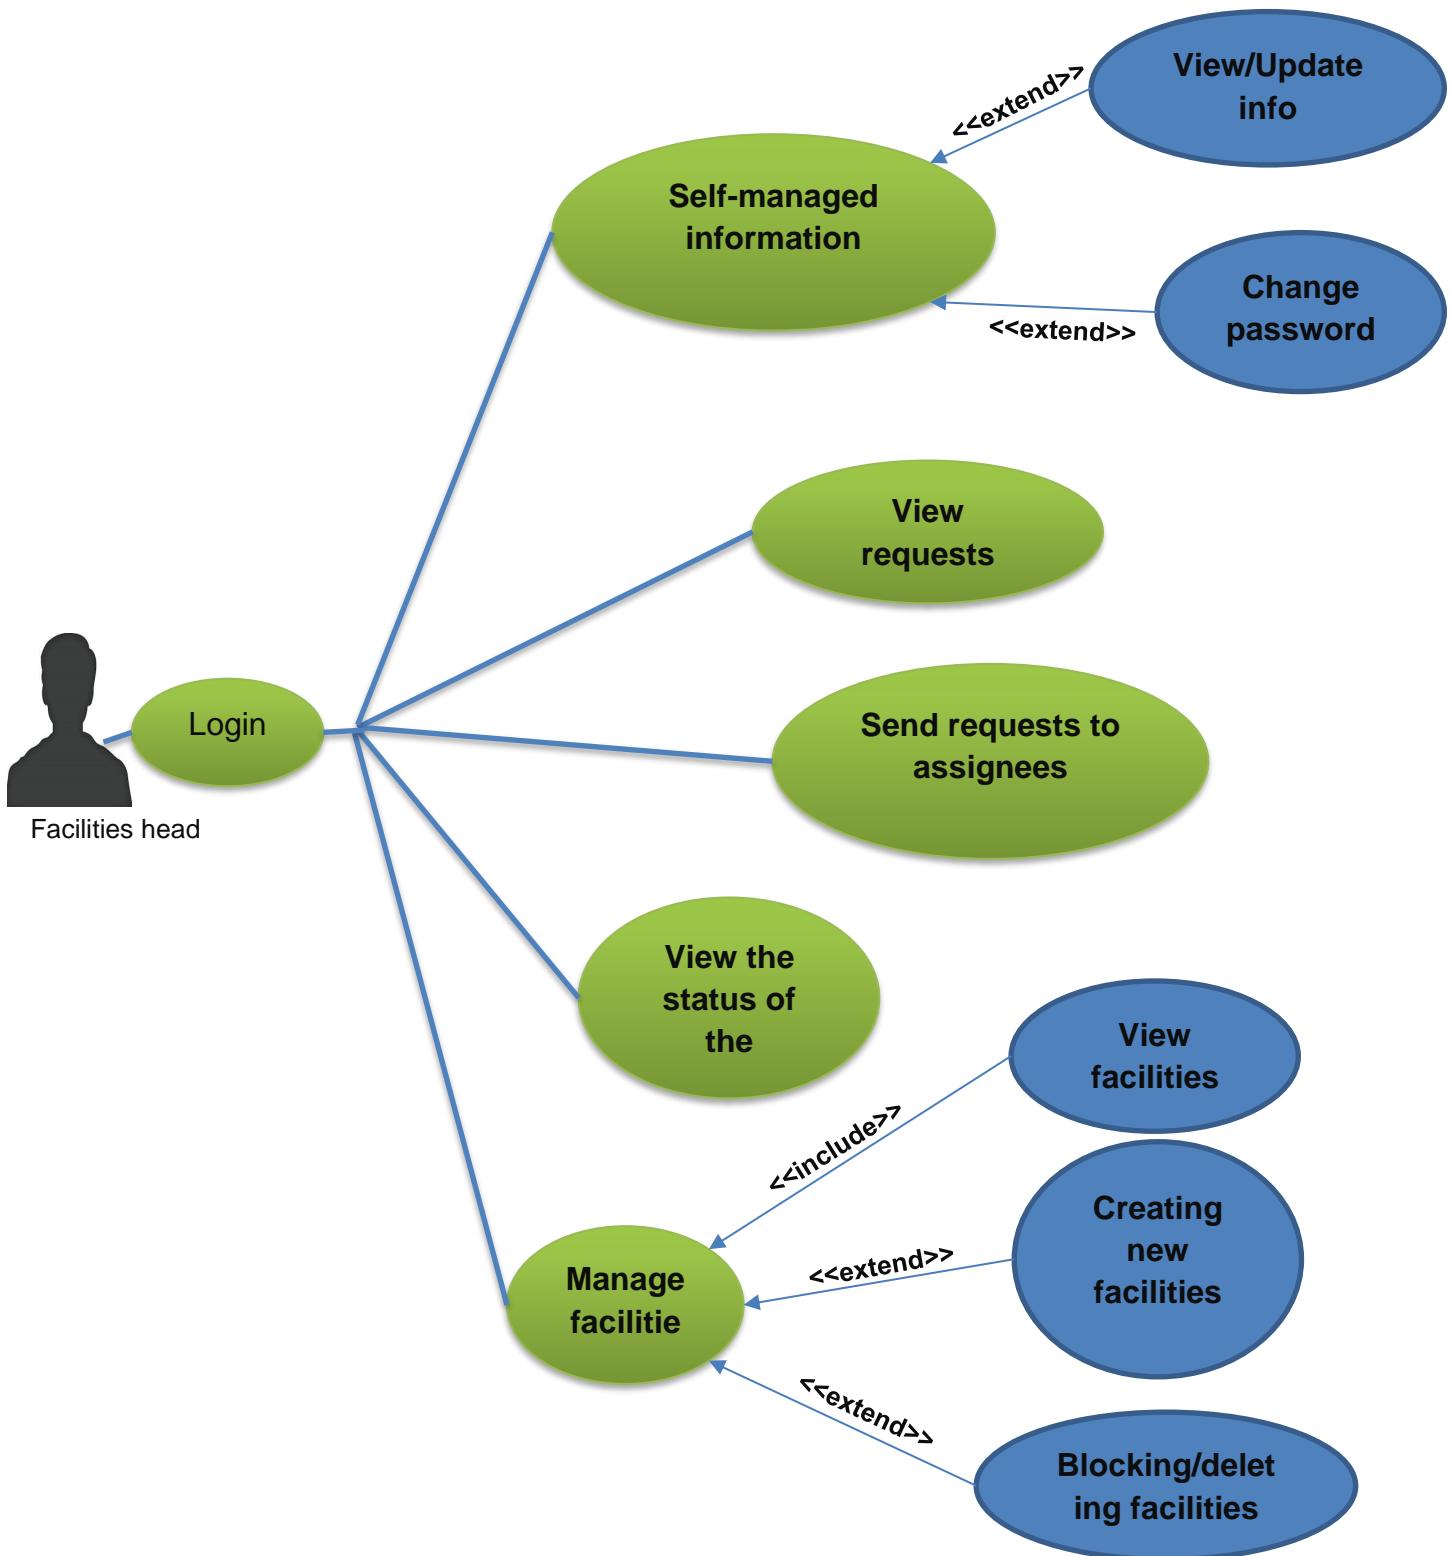 View/Update
info
<<extend>>
Self-managed
information
Change
password
<<extend>>
View
requests
Login
Send requests to
assignees
Facilities head
View the
status of
the
View
facilities
<<include>>
Creating
new
facilities
<<extend>>
Manage
facilitie
<<extend>>
Blocking/delet
ing facilities